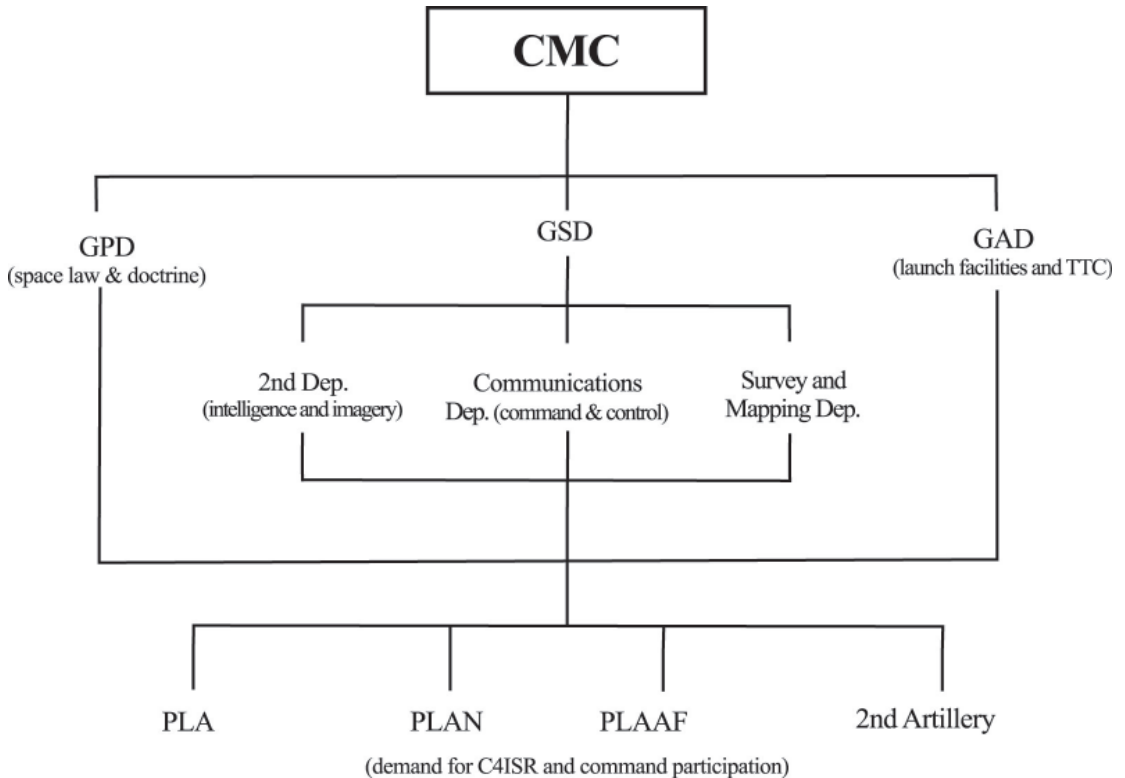 CMC
GPD
(space law & doctrine)
GSD
GAD
(launch facilities and TTC)
2nd Dep.
(intelligence and imagery)
Communications
Dep. (command & control)
Survey and
Mapping Dep.
PLA
PLAN
PLAAF
2nd Artillery
(demand for C4ISR and command participation)